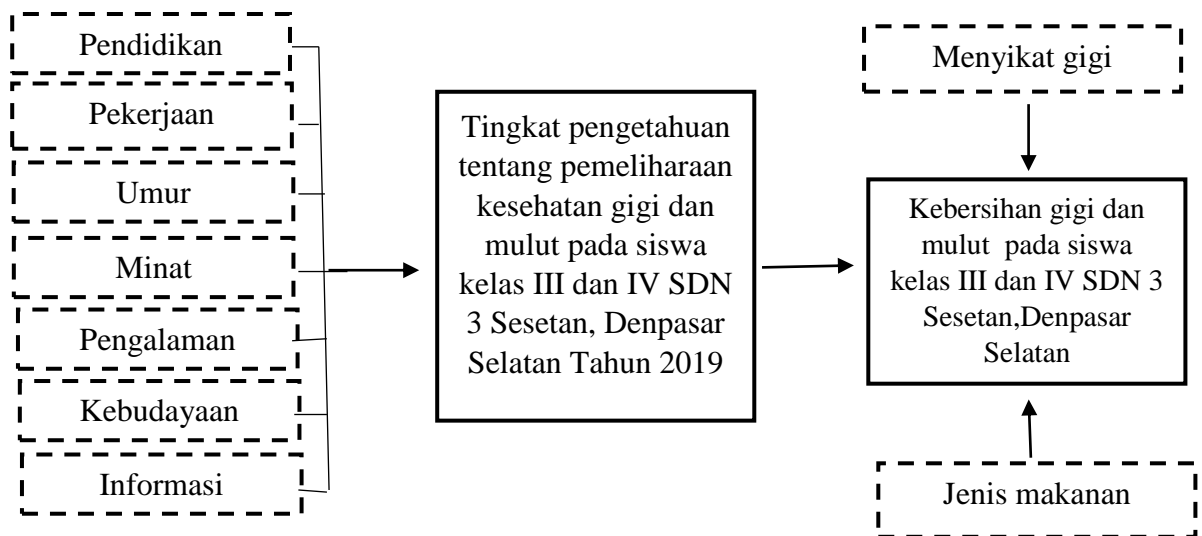 Pendidikan
Pekerjaan
Umur
Minat
Pengalaman
Kebudayaan
Informasi
Tingkat pengetahuan
tentang pemeliharaan
kesehatan gigi dan
mulut pada siswa
kelas III dan IV SDN
3 Sesetan, Denpasar
Selatan Tahun 2019
Menyikat gigi
Kebersihan gigi dan
mulut pada siswa
kelas III dan IV SDN 3
Sesetan,Denpasar
Selatan
Jenis makanan